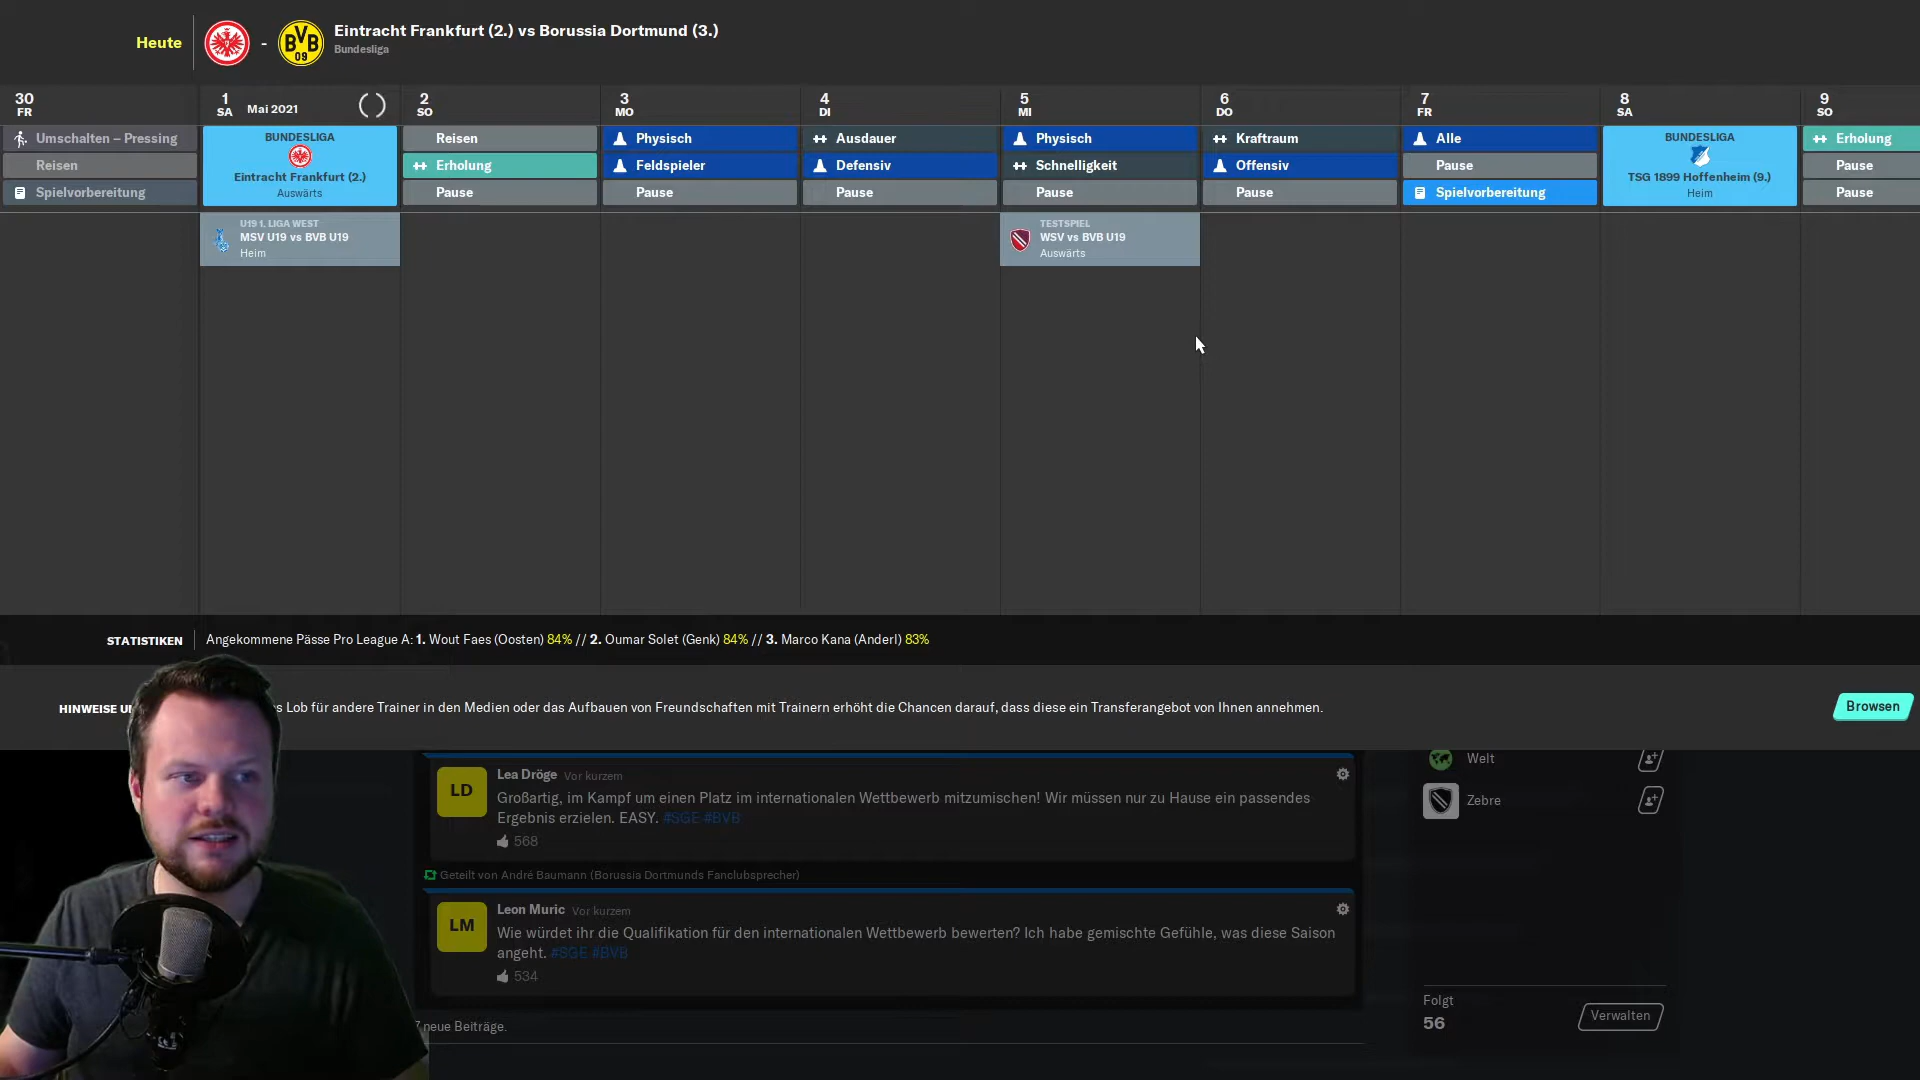 Heute
BVB
09
Eintracht Frankfurt (2.) vs Borussia Dortmund (3.)
Bundesliga
30
FR
1
SA
Mai 2021
2
SO
3
MO
4
DI
5
MI
6
DO
7
FR
8
SA
9
SO
Umschalten – Pressing
Reisen
Spielvorbereitung
BUNDESLIGA
Eintracht Frankfurt (2.)
Auswärts
Reisen
Erholung
Pause
Physisch
Feldspieler
Pause
Ausdauer
Defensiv
Pause
Physisch
Schnelligkeit
Pause
Kraftraum
Offensiv
Pause
Alle
Pause
Spielvorbereitung
BUNDESLIGA
TSG 1899 Hoffenheim (9.)
Heim
Erholung
Pause
Pause
U19 1. LIGA WEST
MSV U19 vs BVB U19
Heim
TESTSPIEL
WSV vs BVB U19
Auswärts
STATISTIKEN
Angekommene Pässe Pro League A: 1. Wout Faes (Oosten) 84% // 2. Oumar Solet (Genk) 84% // 3. Marco Kana (Anderl) 83%
HINWEISE
Lob für andere Trainer in den Medien oder das Aufbauen von Freundschaften mit Trainern erhöht die Chancen darauf, dass diese ein Transferangebot von Ihnen annehmen.
Browsen
LD
Lea Dröge Vor kurzem
Großartig, im Kampf um einen Platz im internationalen Wettbewerb mitzumischen! Wir müssen nur zu Hause ein passendes
Ergebnis erzielen. EASY. #SGE #BVB
568
Geteilt von André Baumann (Borussia Dortmunds Fanclubsprecher)
LM
Leon Muric Vor kurzem
Wie würdet ihr die Qualifikation für den internationalen Wettbewerb bewerten? Ich habe gemischte Gefühle, was diese Saison
angeht. #SGE #BVB
534
7 neue Beiträge.
Welt
Zebre
Folgt
56
Verwalten